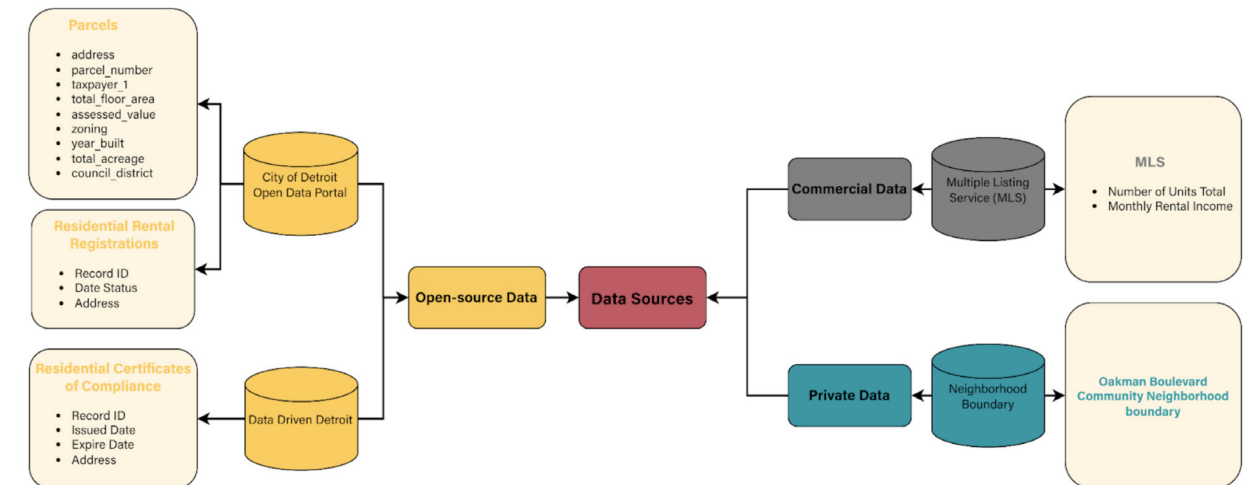 Parcels
• address
• parcel_number
• taxpayer_1
• total_floor_area
• assessed_value
• zoning
• year_built
• total_acreage
• council_district
Residential Rental
Registrations
• Record ID
• Date Status
• Address
Residential Certificates
of Compliance
• Record ID
• Issued Date
• Expire Date
• Address
City of Detroit
Open Data Portal
Data Driven Detroit
Open-source Data
Data Sources
Commercial Data
Private Data
Multiple Listing
Service (MLS)
Neighborhood
Boundary
MLS
• Number of Units Total
• Monthly Rental Income
Oakman Boulevard
Community Neighborhood
boundary